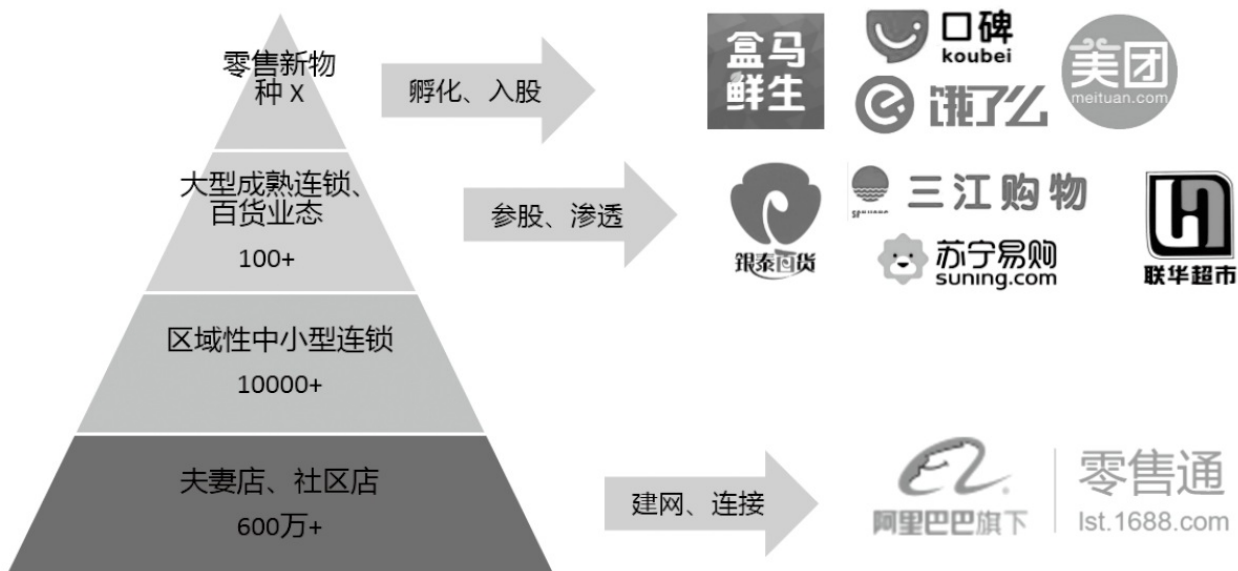 零售新物
种 X
孵化、入股
盒马
鲜生
口碑
koubei
饿了么
美团
meituan.com
大型成熟连锁、
百货业态
100+
参股、渗透
银泰百货
三江购物
苏宁易购
suning.com
联华超市
区域性中小型连锁
10000+
夫妻店、社区店
600万+
建网、连接
阿里巴巴旗下
零售通
lst.1688.com